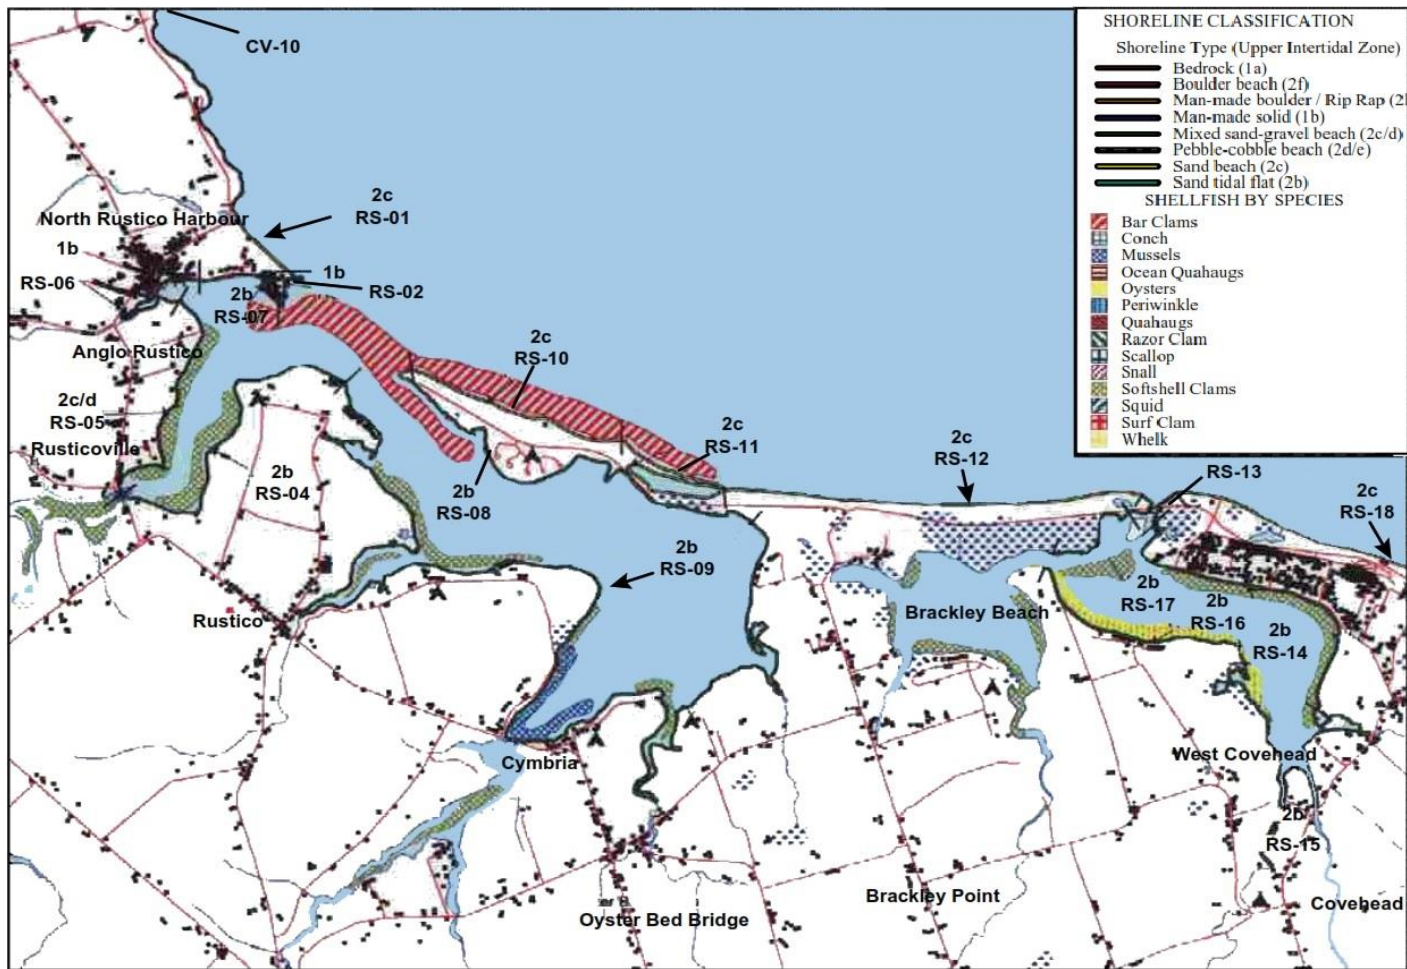 SHORELINE CLASSIFICATION
Shoreline Type (Upper Intertidal Zone)
Bedrock (1a)
Boulder beach (2f)
Man-made boulder / Rip Rap (2
Man-made solid (1b)
Mixed sand-gravel beach (2c/d)
Pebble-cobble beach (2d/e)
Sand beach (2c)
Sand tidal flat (2b)
SHELLFISH BY SPECIES
Bar Clams
Conch
Mussels
Ocean Quahaugs
Oysters
Periwinkle
Quahaugs
Razor Clam
Scallop
Snall
Softshell Clams
Squid
Surf Clam
Whelk
CV-10
2c
RS-01
North Rustico Harbour
1b
RS-06
1b
RS-02
2b
RS-07
Anglo Rustico
2c
RS-10
2c/d
RS-05
Rusticoville
2c
RS-11
2c
RS-12
RS-13
2c
RS-18
2b
RS-04
2b
RS-08
2b
RS-09
Rustico
Brackley Beach
2b
RS-17
2b
RS-16
2b
RS-14
Cymbria
West Covehead
2b
RS-15
Oyster Bed Bridge
Brackley Point
Covehead